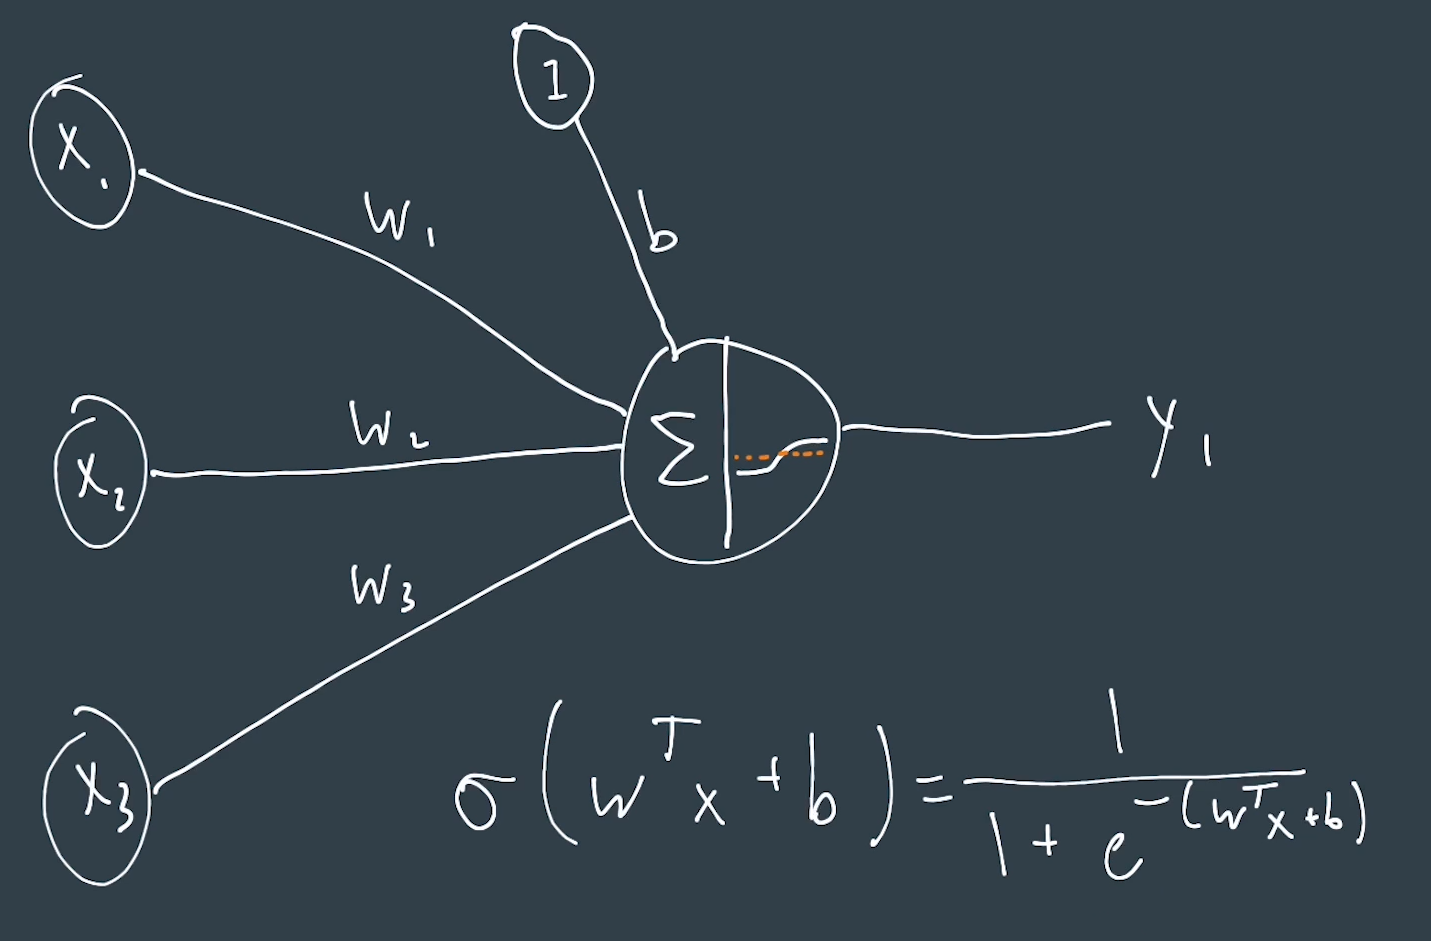 1
X₁
W₁
b
W₂
X₂
Σ
Y₁
W₃
X₃
σ(wᵀx+b) = 1 / (1 + e^-(wᵀx+b))